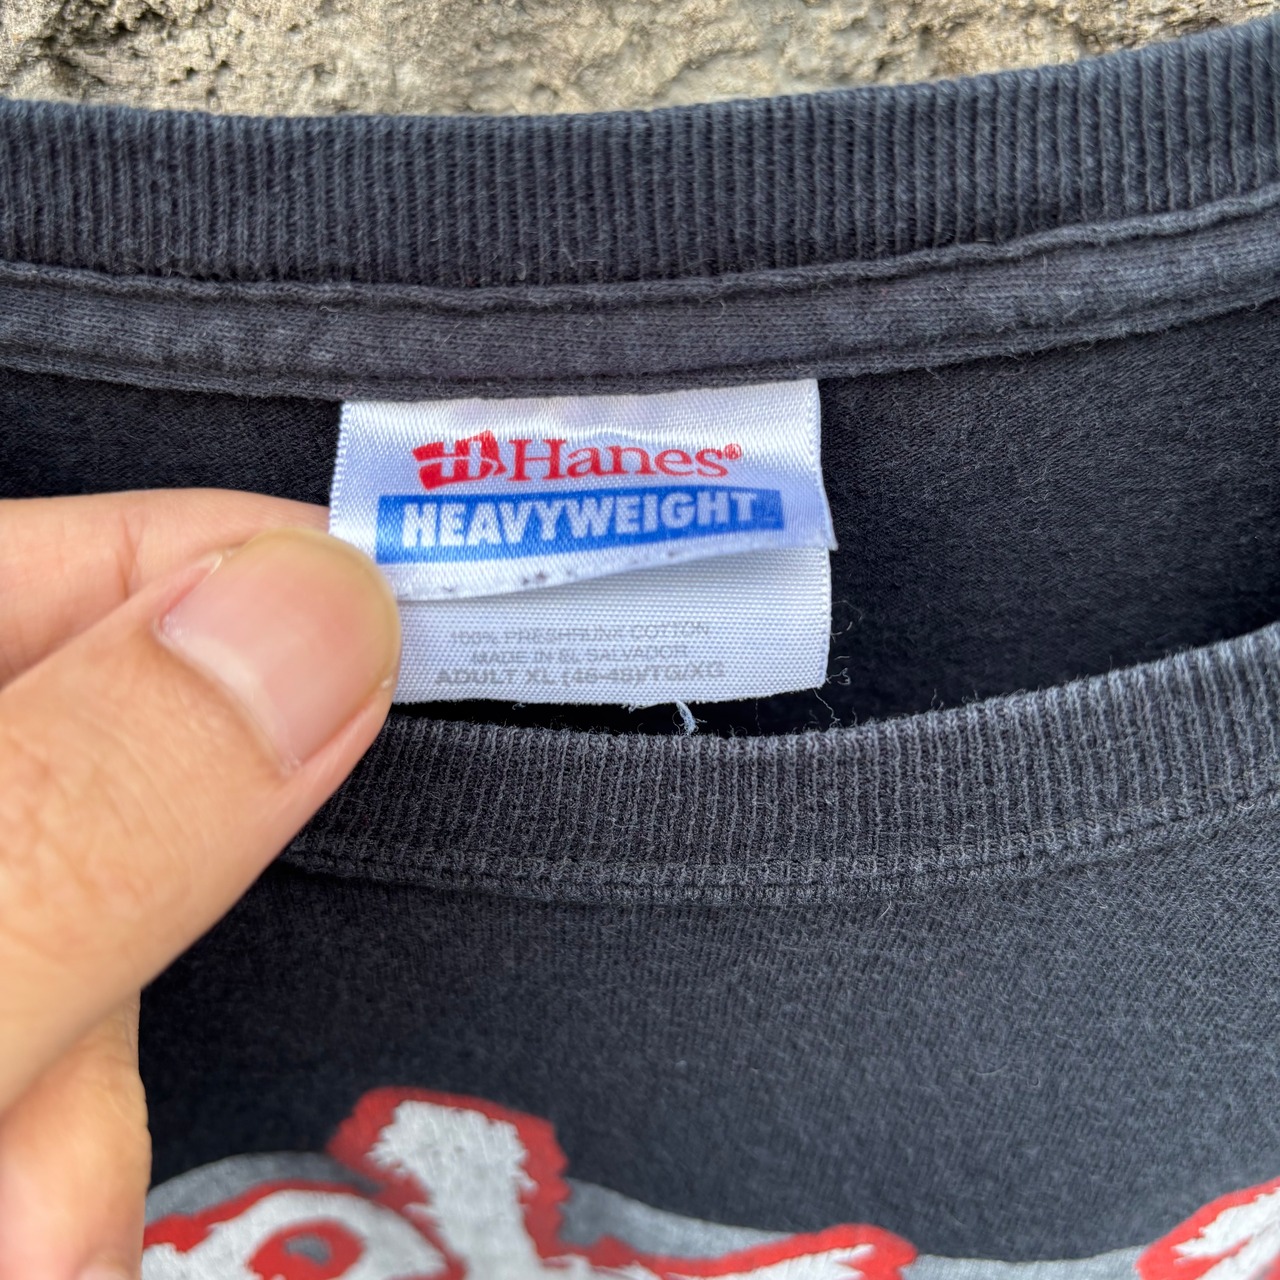 Hanes®
HEAVYWEIGHT
100% PRESHRUNK COTTON
MADE IN EL SALVADOR
ADULT XL (46-48)/TG/XG